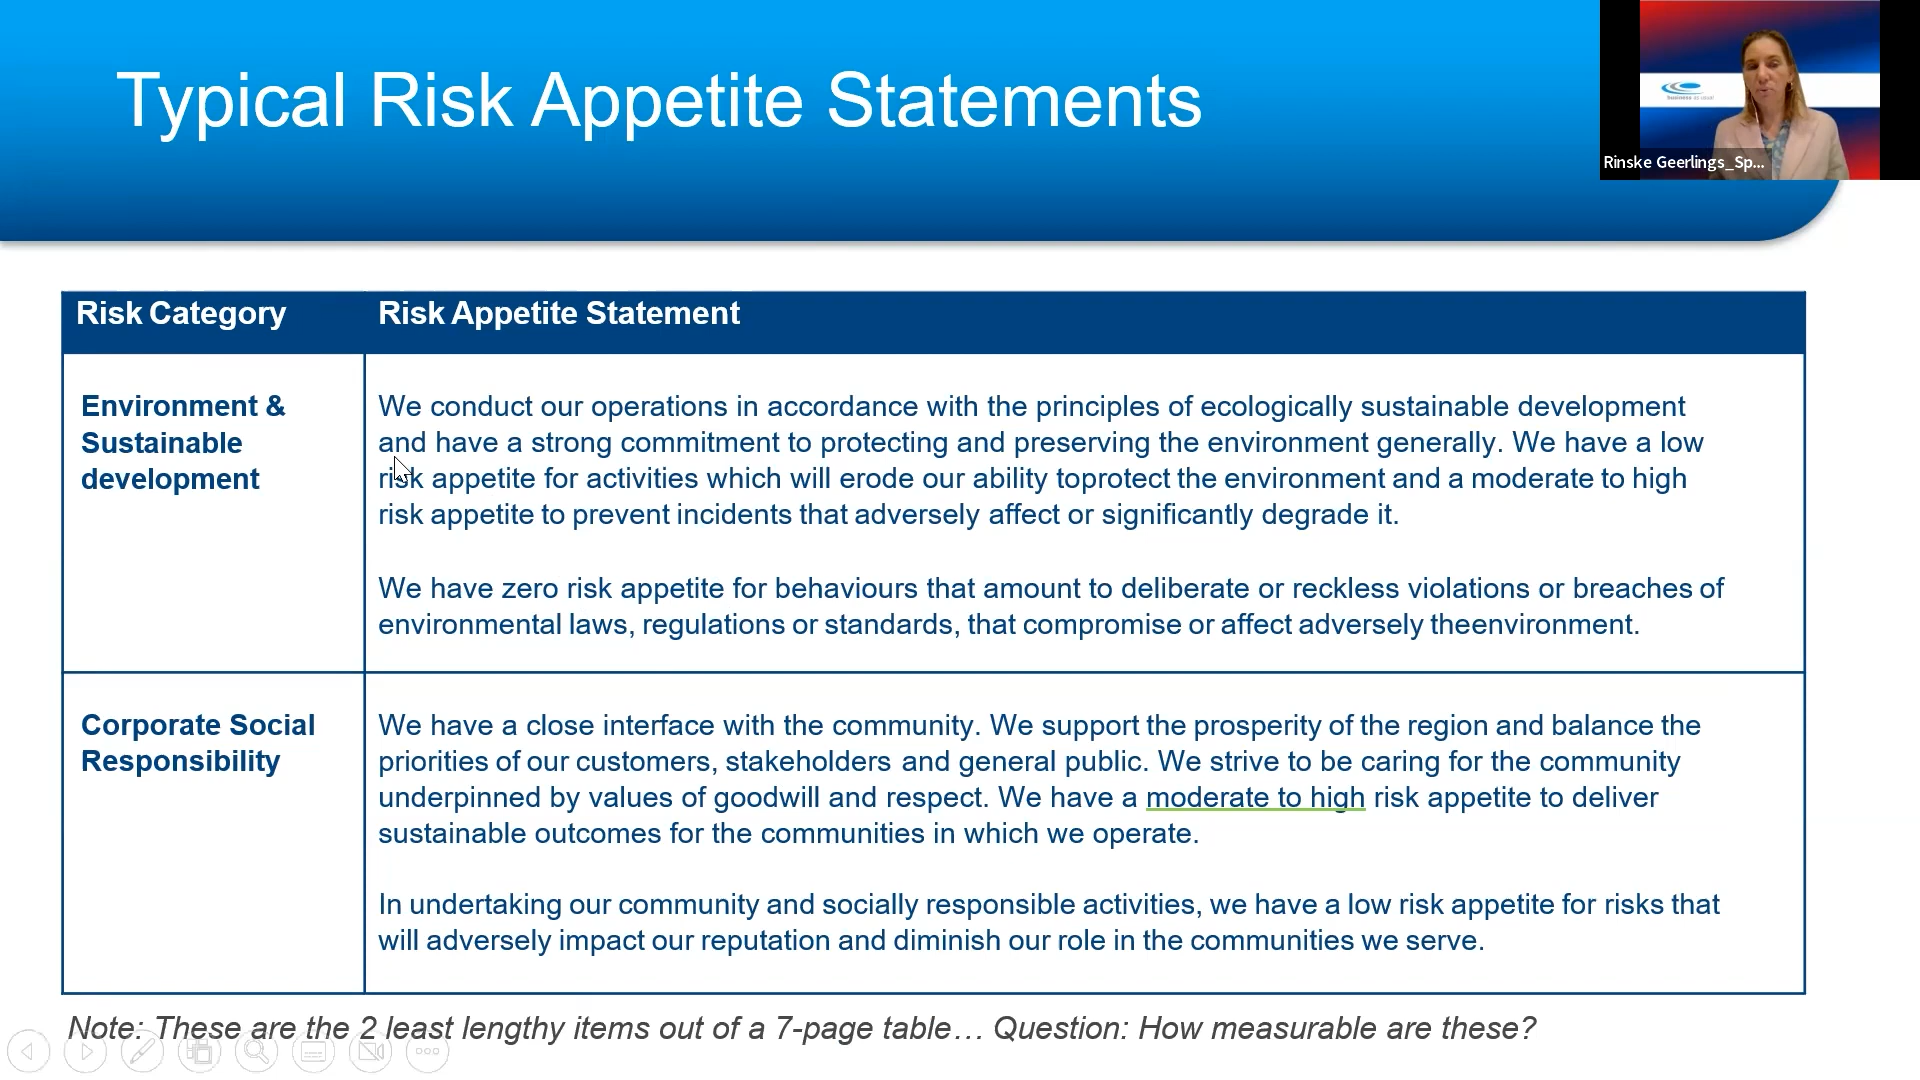 Typical Risk Appetite Statements
business as usual
Rinske Geerlings_Sp...
Risk Category
Risk Appetite Statement
Environment &
Sustainable
development
We conduct our operations in accordance with the principles of ecologically sustainable development
and have a strong commitment to protecting and preserving the environment generally. We have a low
risk appetite for activities which will erode our ability toprotect the environment and a moderate to high
risk appetite to prevent incidents that adversely affect or significantly degrade it.
We have zero risk appetite for behaviours that amount to deliberate or reckless violations or breaches of
environmental laws, regulations or standards, that compromise or affect adversely theenvironment.
Corporate Social
Responsibility
We have a close interface with the community. We support the prosperity of the region and balance the
priorities of our customers, stakeholders and general public. We strive to be caring for the community
underpinned by values of goodwill and respect. We have a moderate to high risk appetite to deliver
sustainable outcomes for the communities in which we operate.
In undertaking our community and socially responsible activities, we have a low risk appetite for risks that
will adversely impact our reputation and diminish our role in the communities we serve.
Note: These are the 2 least lengthy items out of a 7-page table… Question: How measurable are these?